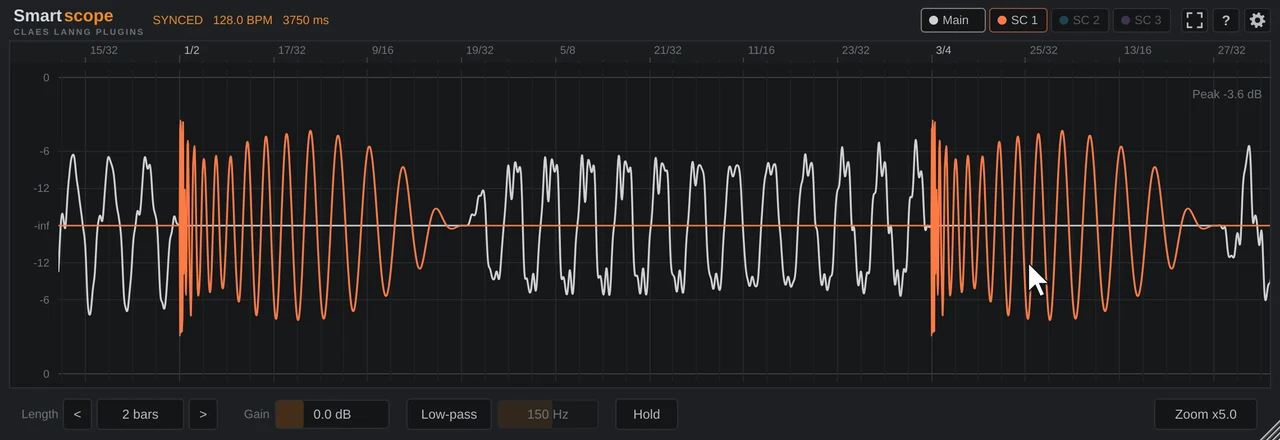 Smartscope SYNCED 128.0 BPM 3750 ms Main SC 1 SC 2 SC 3 ?
CLAES LANNG PLUGINS
15/32 1/2 17/32 9/16 19/32 5/8 21/32 11/16 23/32 3/4 25/32 13/16 27/32
0
Peak -3.6 dB
-6
-12
-inf
-12
-6
0
Length < 2 bars > Gain 0.0 dB Low-pass 150 Hz Hold Zoom x5.0